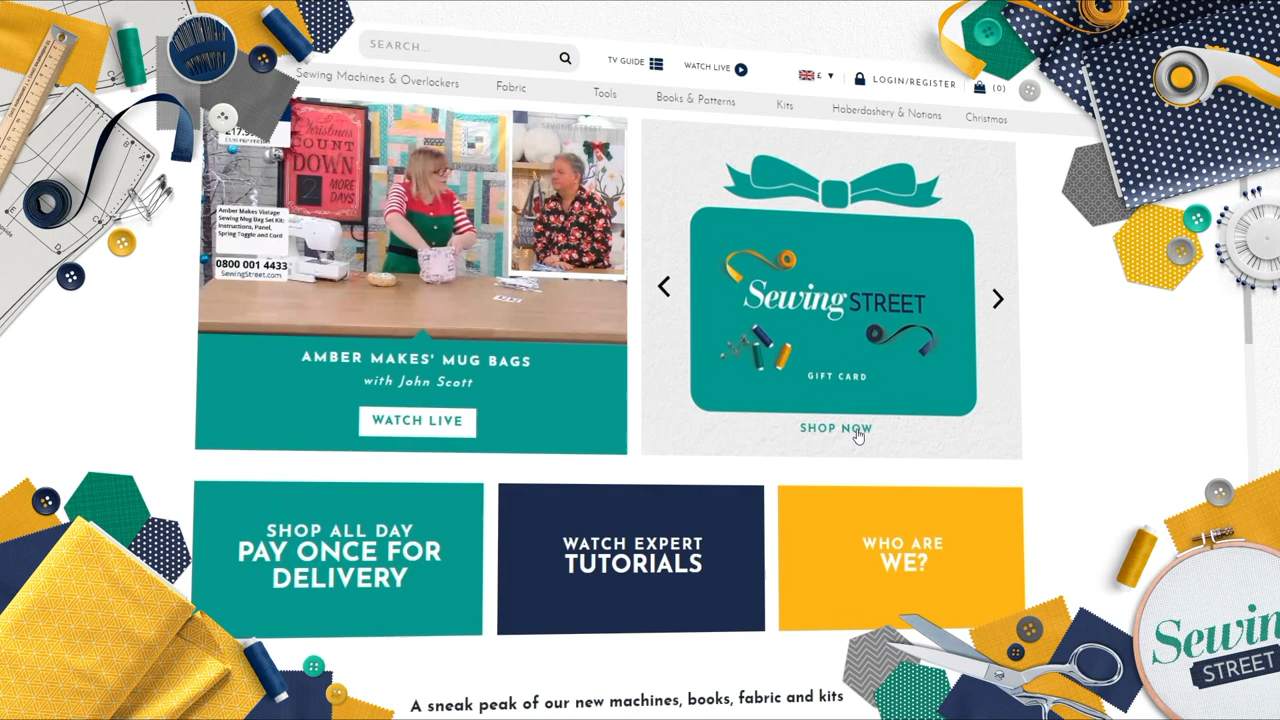 SEARCH...
TV GUIDE
WATCH LIVE
£
LOGIN/REGISTER
(0)
Sewing Machines & Overlockers
Fabric
Tools
Books & Patterns
Kits
Haberdashery & Notions
Christmas
Christmas
COUNT
DOWN
2 MORE
DAYS
Amber Makes Vintage
Sewing Mug Bag Set Kit:
Instructions, Panel,
Spring Toggle and Cord
0800 001 4433
SewingStreet.com
AMBER MAKES' MUG BAGS
with John Scott
WATCH LIVE
Sewing STREET
GIFT CARD
SHOP NOW
SHOP ALL DAY
PAY ONCE FOR
DELIVERY
WATCH EXPERT
TUTORIALS
WHO ARE
WE?
A sneak peak of our new machines, books, fabric and kits
Sewin
STREET